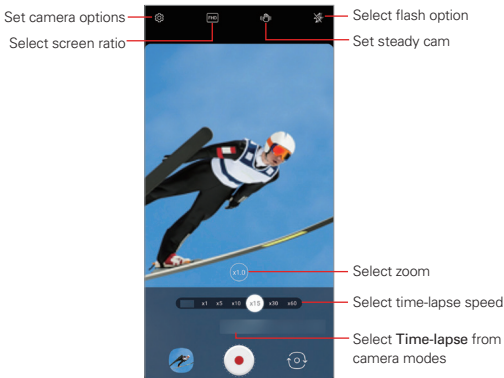 Set camera options
Select screen ratio
FHD
Select flash option
Set steady cam
x1.0
Select zoom
x1 x5 x10 x15 x30 x60
Select time-lapse speed
Select Time-lapse from
camera modes